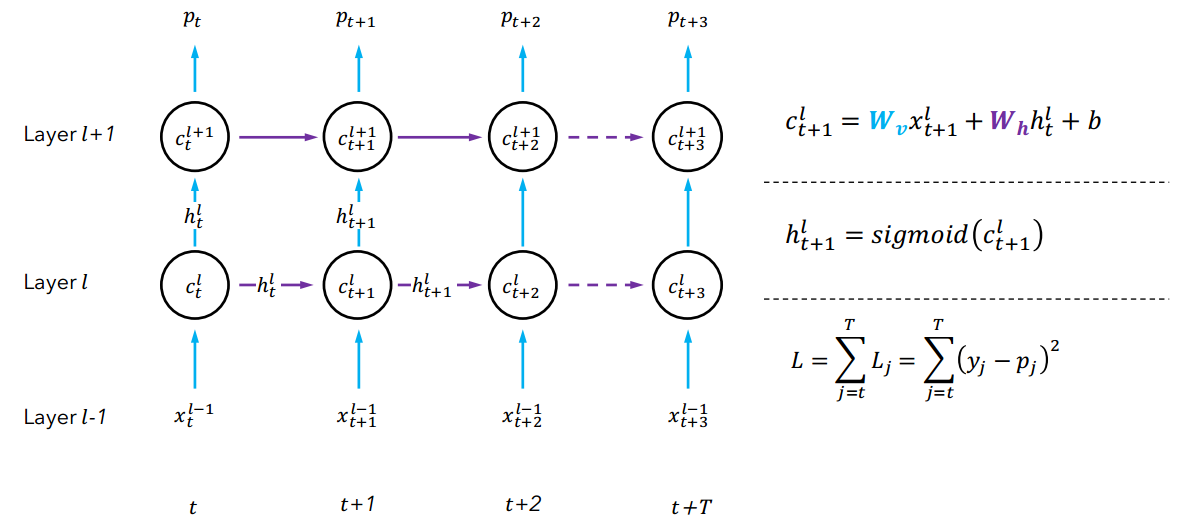 p_t p_{t+1} p_{t+2} p_{t+3}
Layer l+1 c_t^{l+1} c_{t+1}^{l+1} c_{t+2}^{l+1} c_{t+3}^{l+1}
h_t^l h_{t+1}^l
Layer l c_t^l h_t^l c_{t+1}^l h_{t+1}^l c_{t+2}^l c_{t+3}^l
Layer l-1 x_t^{l-1} x_{t+1}^{l-1} x_{t+2}^{l-1} x_{t+3}^{l-1}
t t+1 t+2 t+T
c_{t+1}^l = W_v x_{t+1}^l + W_h h_t^l + b
h_{t+1}^l = sigmoid(c_{t+1}^l)
L = \sum_{j=t}^{T} L_j = \sum_{j=t}^{T} (y_j − p_j)^2